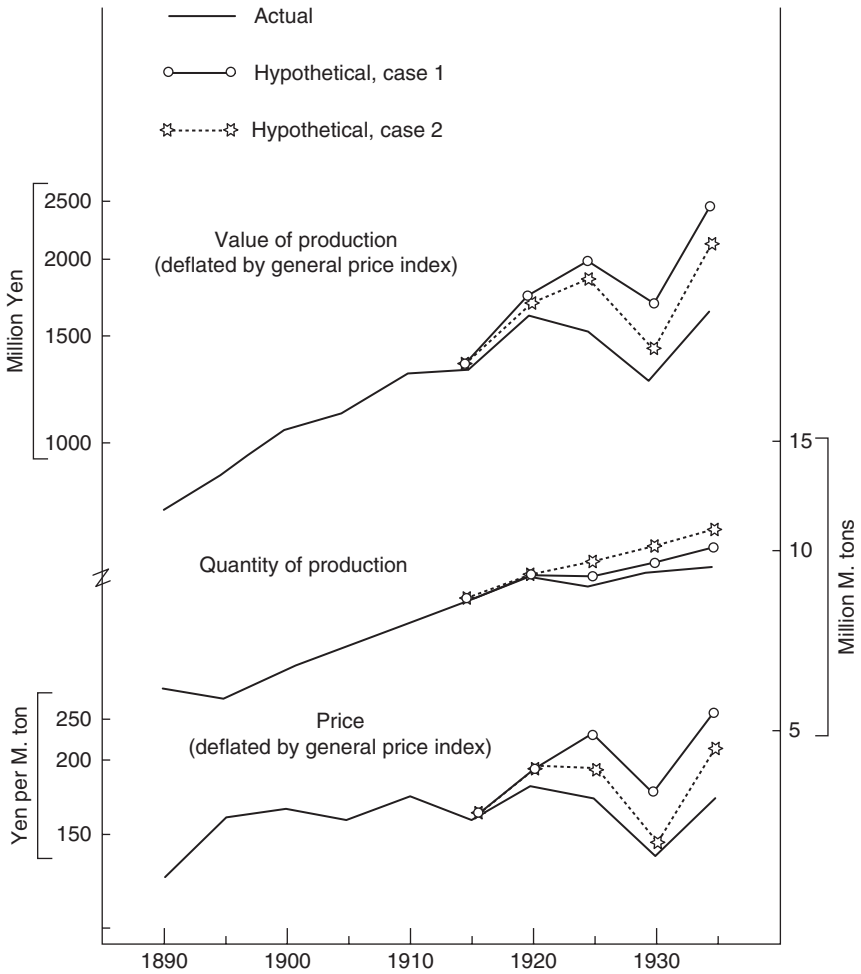 Actual
Hypothetical, case 1
Hypothetical, case 2
Million Yen
2500
2000
1500
1000
Value of production
(deflated by general price index)
15
10
5
Million M. tons
Quantity of production
Price
(deflated by general price index)
Yen per M. ton
250
200
150
1890
1900
1910
1920
1930